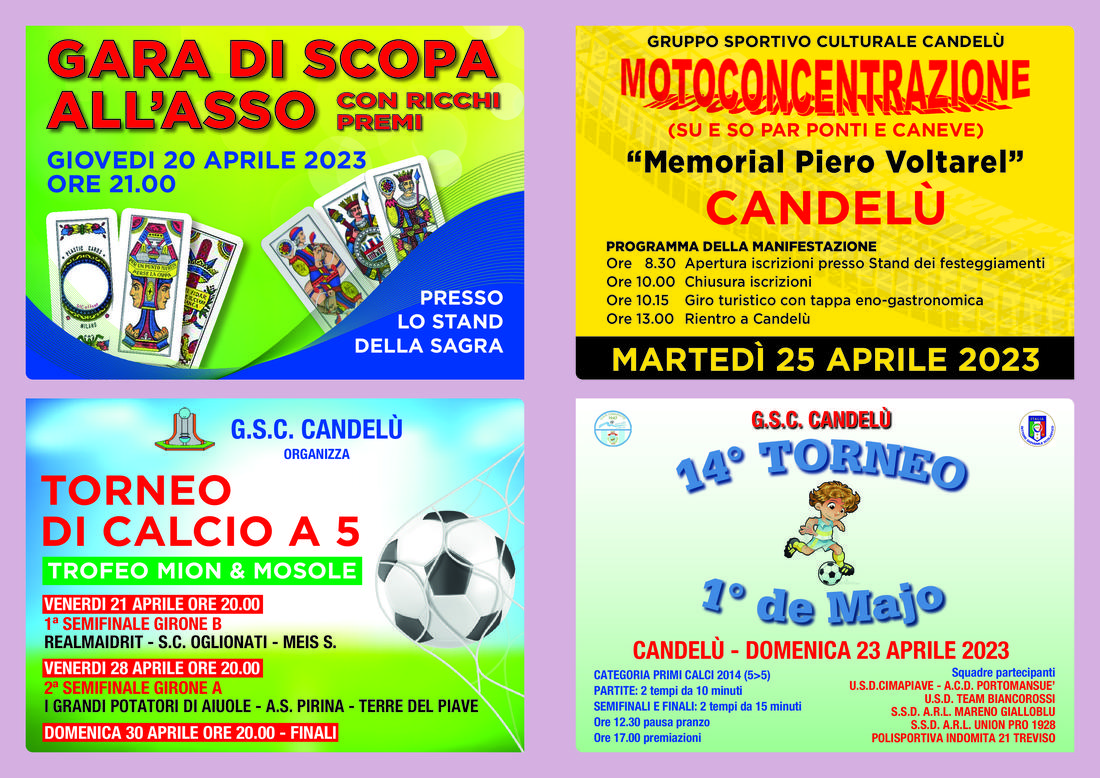 GARA DI SCOPA
ALL'ASSO CON RICCHI
PREMI
GIOVEDI 20 APRILE 2023
ORE 21.00
PRESSO
LO STAND
DELLA SAGRA
GRUPPO SPORTIVO CULTURALE CANDELÙ
MOTOCONCENTRAZIONE
(SU E SO PAR PONTI E CANEVE)
“Memorial Piero Voltarel”
CANDELÙ
PROGRAMMA DELLA MANIFESTAZIONE
Ore 8.30 Apertura iscrizioni presso Stand dei festeggiamenti
Ore 10.00 Chiusura iscrizioni
Ore 10.15 Giro turistico con tappa eno-gastronomica
Ore 13.00 Rientro a Candelù
MARTEDÌ 25 APRILE 2023
G.S.C. CANDELÙ
ORGANIZZA
TORNEO
DI CALCIO A 5
TROFEO MION & MOSOLE
VENERDI 21 APRILE ORE 20.00
1ª SEMIFINALE GIRONE B
REALMAIDRIT - S.C. OGLIONATI - MEIS S.
VENERDI 28 APRILE ORE 20.00
2ª SEMIFINALE GIRONE A
I GRANDI POTATORI DI AIUOLE - A.S. PIRINA - TERRE DEL PIAVE
DOMENICA 30 APRILE ORE 20.00 - FINALI
G.S.C. CANDELÙ
ITALIA
14° TORNEO
1° de Majo
CANDELÙ - DOMENICA 23 APRILE 2023
CATEGORIA PRIMI CALCI 2014 (5>5)
PARTITE: 2 tempi da 10 minuti
SEMIFINALI E FINALI: 2 tempi da 15 minuti
Ore 12.30 pausa pranzo
Ore 17.00 premiazioni
Squadre partecipanti
U.S.D.CIMAPIAVE - A.C.D. PORTOMANSUE'
U.S.D. TEAM BIANCOROSSI
S.S.D. A.R.L. MARENO GIALLOBLU
S.S.D. A.R.L. UNION PRO 1928
POLISPORTIVA INDOMITA 21 TREVISO